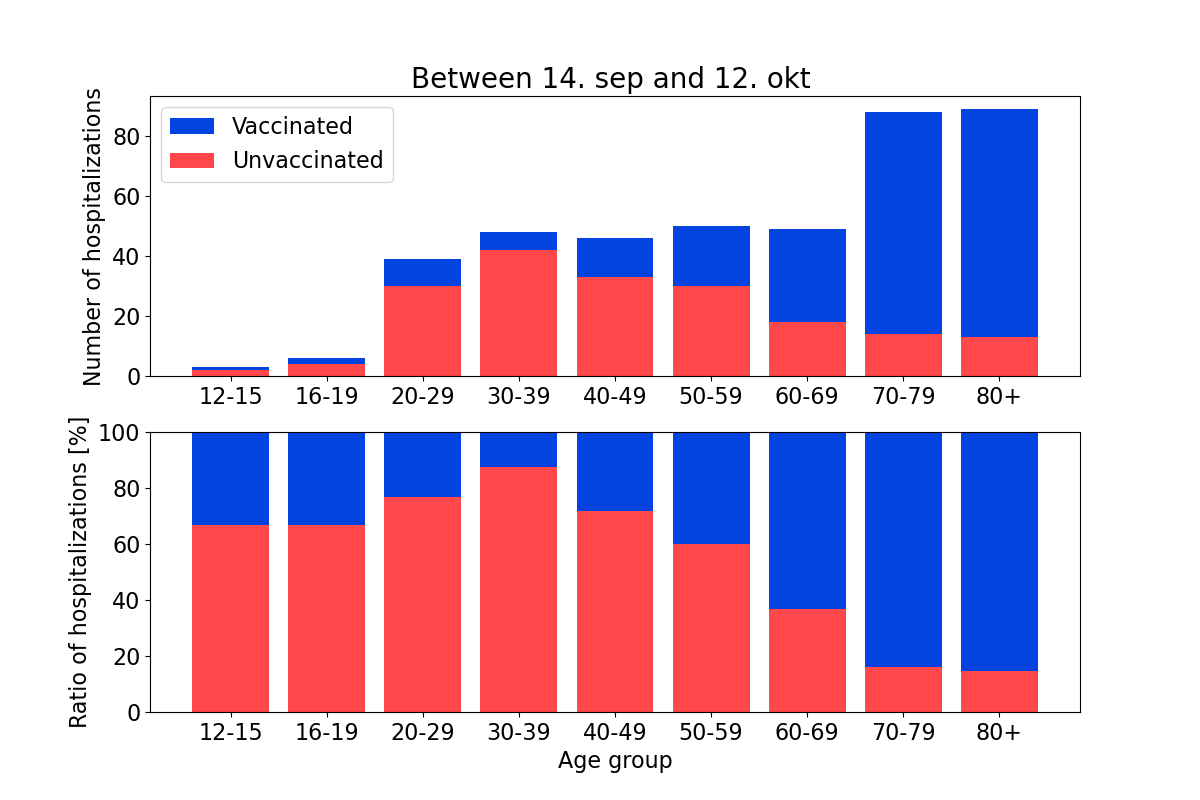 Between 14. sep and 12. okt
Number of hospitalizations
80
60
40
20
0
Vaccinated
Unvaccinated
12-15 16-19 20-29 30-39 40-49 50-59 60-69 70-79 80+
Ratio of hospitalizations [%]
100
80
60
40
20
0
12-15 16-19 20-29 30-39 40-49 50-59 60-69 70-79 80+
Age group